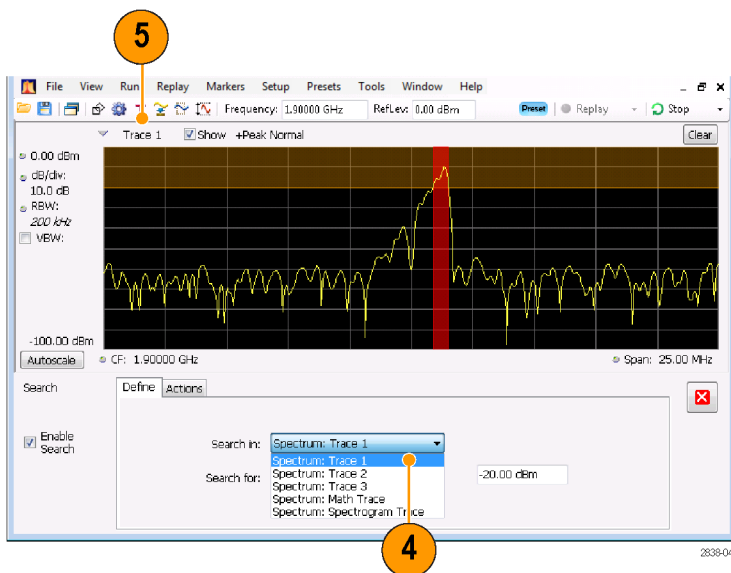 5
File View Run Replay Markers Setup Presets Tools Window Help
Frequency: 1.90000 GHz RefLev: 0.00 dBm Preset Replay Stop
Trace 1 Show +Peak Normal Clear
0.00 dBm
dB/div:
10.0 dB
RBW:
200 kHz
VBW:
-100.00 dBm
Autoscale CF: 1.90000 GHz Span: 25.00 MHz
Search Define Actions
Enable
Search
Search in: Spectrum: Trace 1
Spectrum: Trace 1
Spectrum: Trace 2
Search for: -20.00 dBm
Spectrum: Trace 3
Spectrum: Math Trace
Spectrum: Spectrogram Trace
4
2838-04